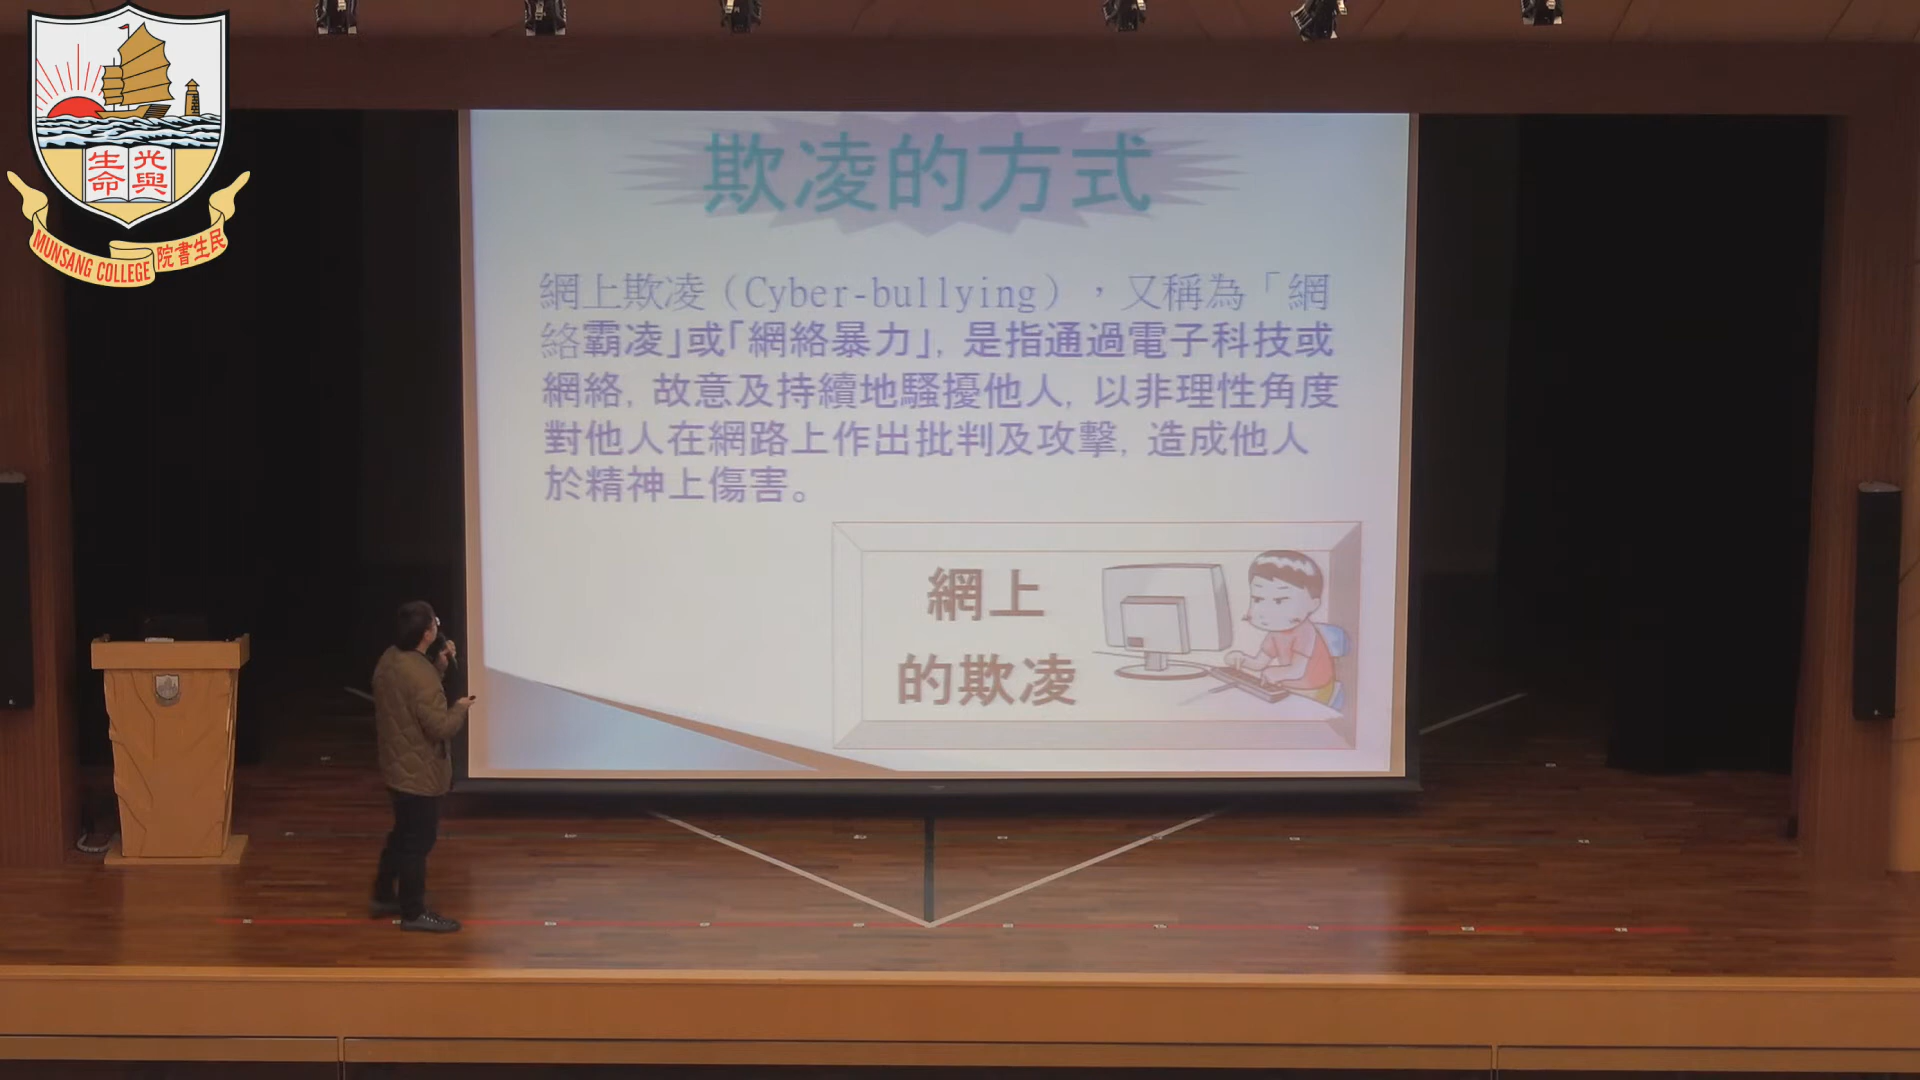 光與
生命
MUNSANG COLLEGE 院書生民
欺凌的方式
網上欺凌（Cyber-bullying），又稱為「網
絡霸凌」或「網絡暴力」，是指通過電子科技或
網絡，故意及持續地騷擾他人，以非理性角度
對他人在網路上作出批判及攻擊，造成他人
於精神上傷害。
網上
的欺凌